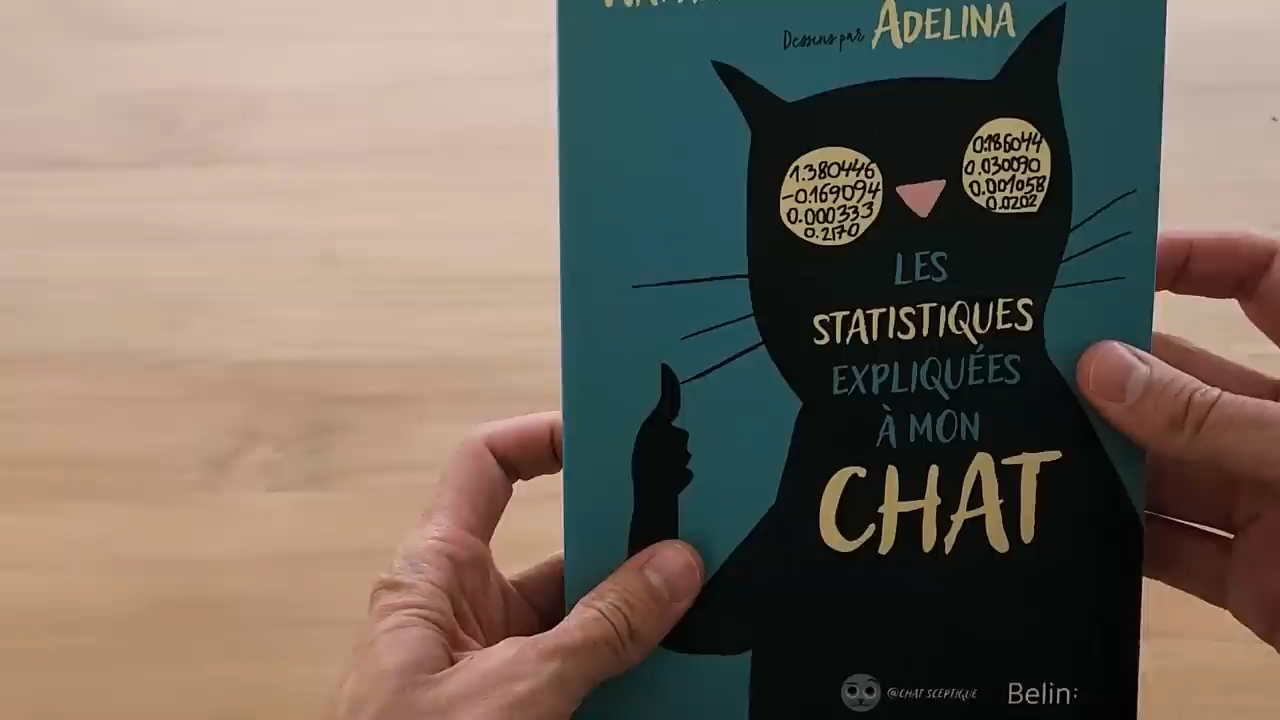 Dessins par ADELINA
1.380446
-0.169094
0.000333
0.2170
0.186044
0.030090
0.001058
0.0202
LES
STATISTIQUES
EXPLIQUÉES
À MON
CHAT
@CHAT SCEPTIQUE
Belin: